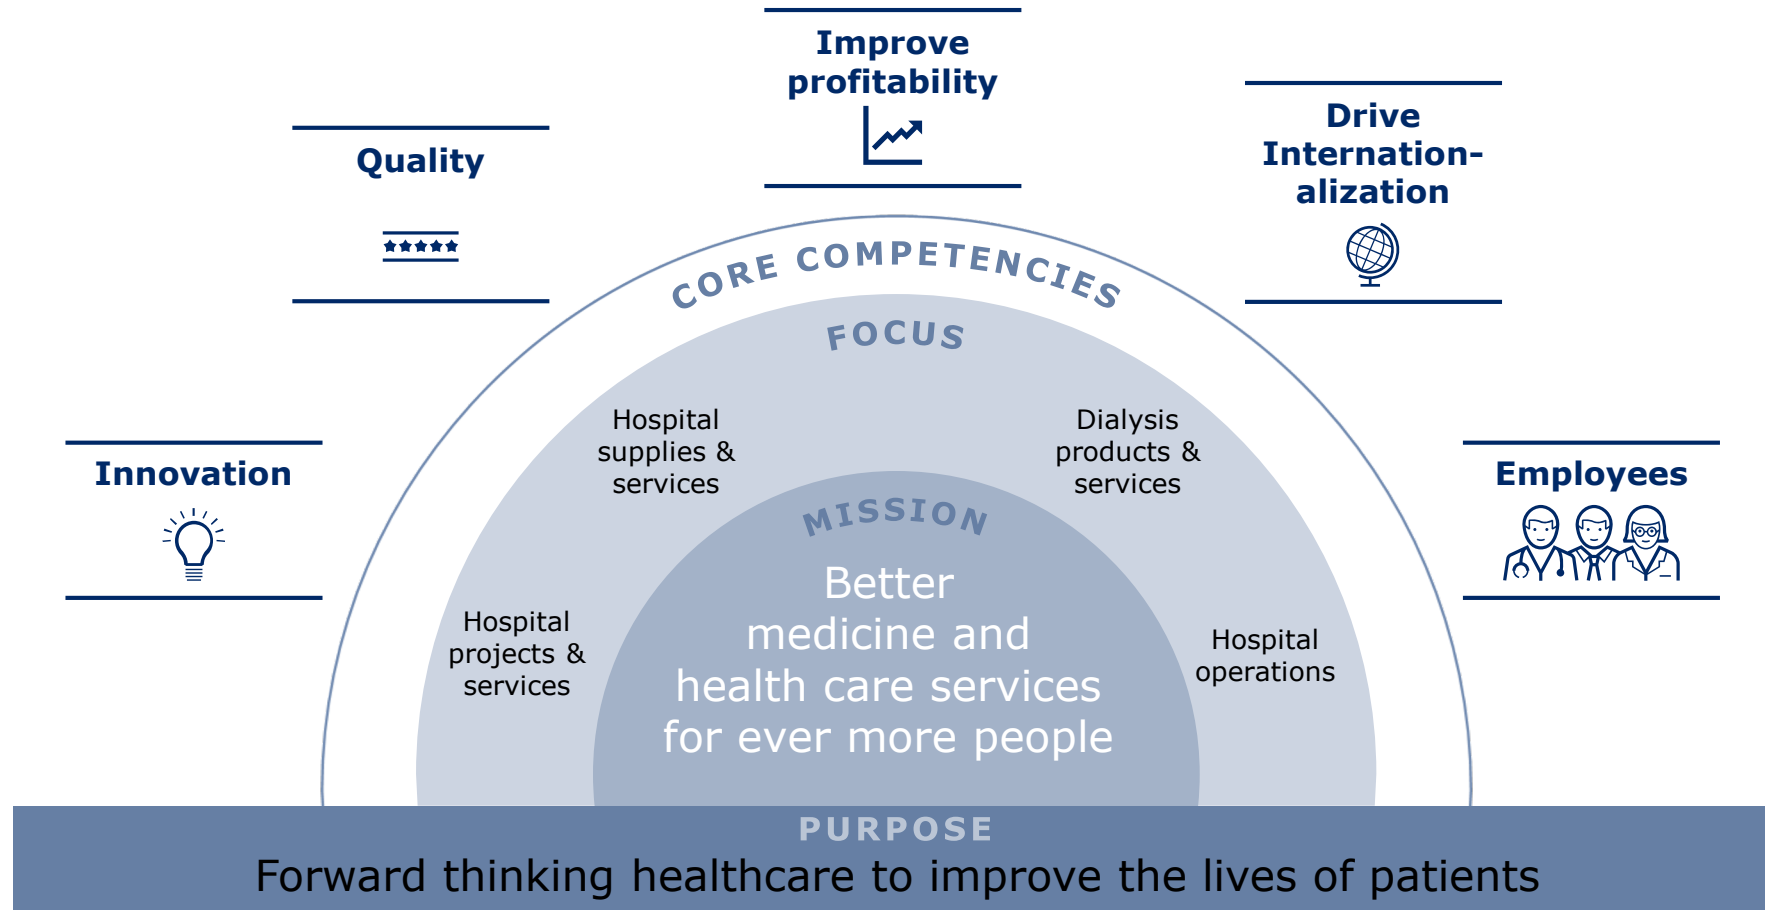 Improve
profitability
Drive
Internation-
alization
Quality
CORE COMPETENCIES
FOCUS
Innovation
Employees
Hospital
supplies &
services
Dialysis
products &
services
Hospital
projects &
services
Hospital
operations
MISSION
Better
medicine and
health care services
for ever more people
PURPOSE
Forward thinking healthcare to improve the lives of patients